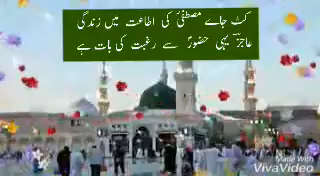 کٹ جائے مصطفیٰؐ کی اطاعت میں زندگی
عاجزؔ یہی حضورؐ سے رغبت کی بات ہے
Made With
VivaVideo